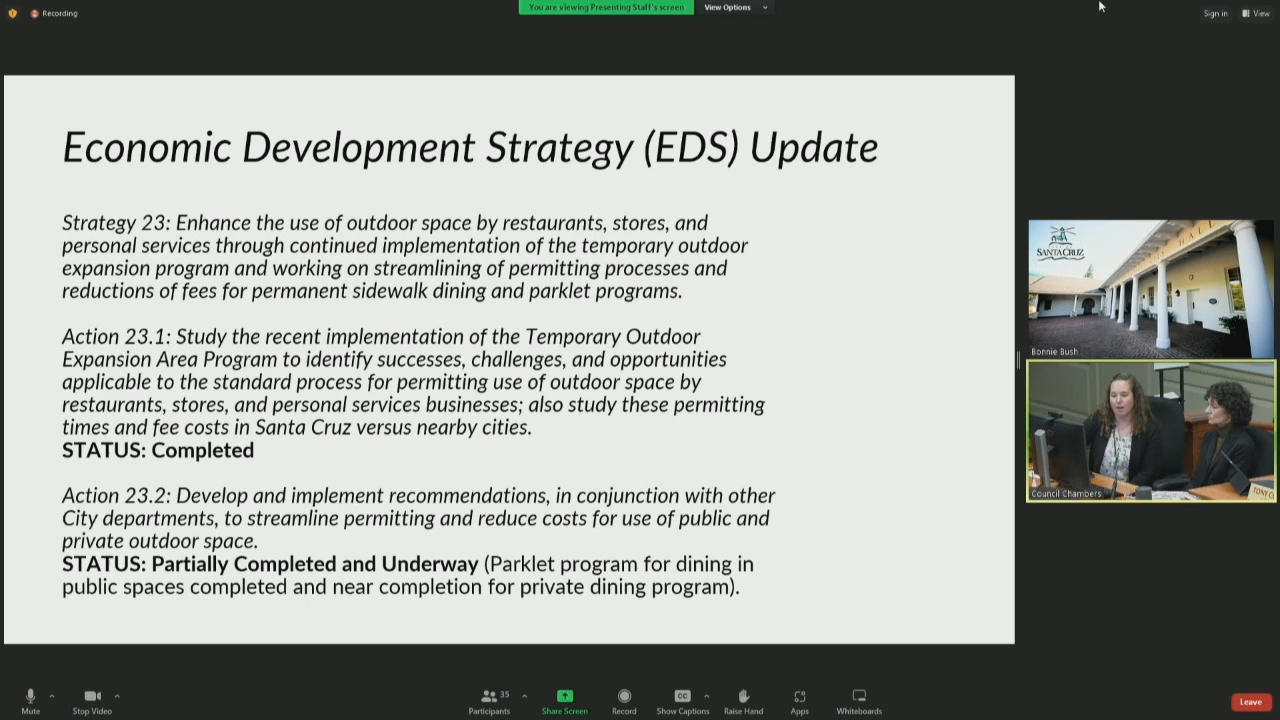 Recording
You are viewing Presenting Staff's screen
View Options
Sign in
View
Economic Development Strategy (EDS) Update
Strategy 23: Enhance the use of outdoor space by restaurants, stores, and
personal services through continued implementation of the temporary outdoor
expansion program and working on streamlining of permitting processes and
reductions of fees for permanent sidewalk dining and parklet programs.
Action 23.1: Study the recent implementation of the Temporary Outdoor
Expansion Area Program to identify successes, challenges, and opportunities
applicable to the standard process for permitting use of outdoor space by
restaurants, stores, and personal services businesses; also study these permitting
times and fee costs in Santa Cruz versus nearby cities.
STATUS: Completed
Action 23.2: Develop and implement recommendations, in conjunction with other
City departments, to streamline permitting and reduce costs for use of public and
private outdoor space.
STATUS: Partially Completed and Underway (Parklet program for dining in
public spaces completed and near completion for private dining program).
SANTA CRUZ
HALL
Bonnie Bush
Council Chambers
TONY
Mute
Stop Video
Participants
35
Share Screen
Record
CC
Show Captions
Raise Hand
Apps
Whiteboards
Leave